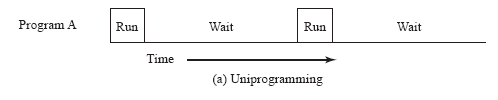 Program A Run Wait Run Wait
Time
(a) Uniprogramming